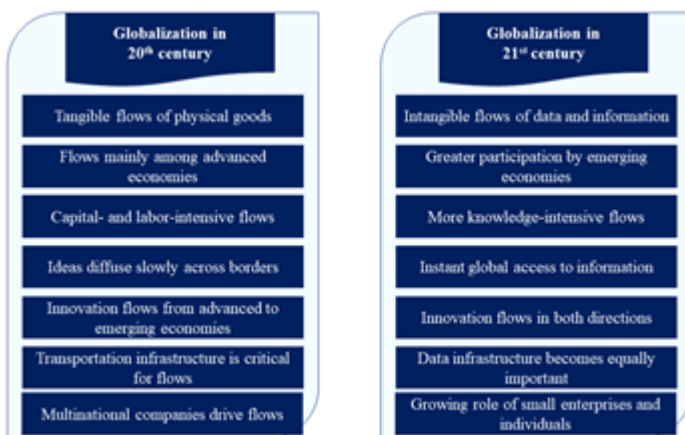 Globalization in
20th century
Tangible flows of physical goods
Flows mainly among advanced
economies
Capital- and labor-intensive flows
Ideas diffuse slowly across borders
Innovation flows from advanced to
emerging economies
Transportation infrastructure is critical
for flows
Multinational companies drive flows
Globalization in
21st century
Intangible flows of data and information
Greater participation by emerging
economies
More knowledge-intensive flows
Instant global access to information
Innovation flows in both directions
Data infrastructure becomes equally
important
Growing role of small enterprises and
individuals